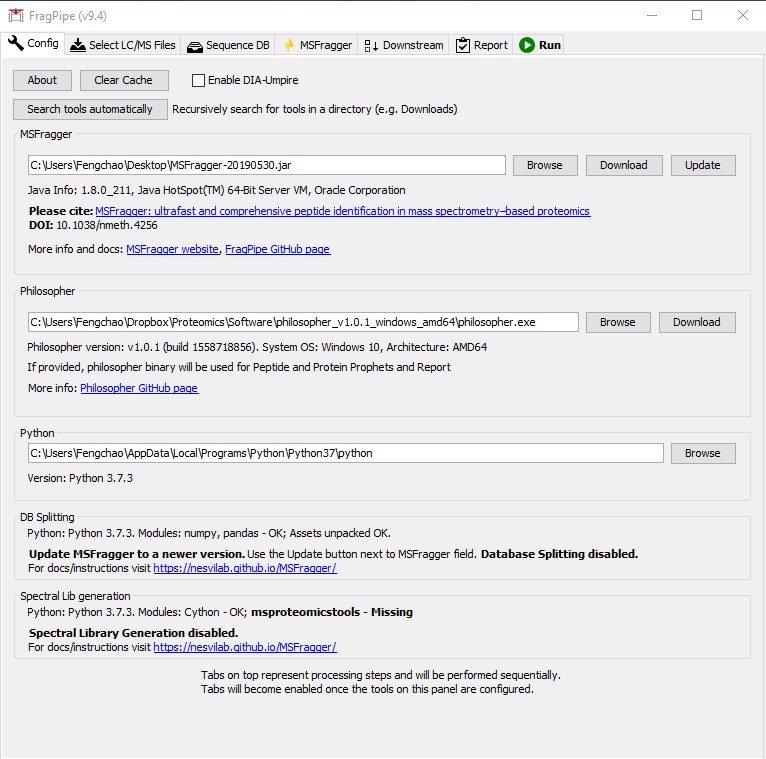 FragPipe (v9.4)
Config Select LC/MS Files Sequence DB MSFragger Downstream Report Run
About Clear Cache Enable DIA-Umpire
Search tools automatically Recursively search for tools in a directory (e.g. Downloads)
MSFragger
C:\Users\Fengchao\Desktop\MSFragger-20190530.jar Browse Download Update
Java Info: 1.8.0_211, Java HotSpot(TM) 64-Bit Server VM, Oracle Corporation
Please cite: MSFragger: ultrafast and comprehensive peptide identification in mass spectrometry–based proteomics
DOI: 10.1038/nmeth.4256
More info and docs: MSFragger website, FragPipe GitHub page
Philosopher
C:\Users\Fengchao\Dropbox\Proteomics\Software\philosopher_v1.0.1_windows_amd64\philosopher.exe Browse Download
Philosopher version: v1.0.1 (build 1558718856). System OS: Windows 10, Architecture: AMD64
If provided, philosopher binary will be used for Peptide and Protein Prophets and Report
More info: Philosopher GitHub page
Python
C:\Users\Fengchao\AppData\Local\Programs\Python\Python37\python Browse
Version: Python 3.7.3
DB Splitting
Python: Python 3.7.3. Modules: numpy, pandas - OK; Assets unpacked OK.
Update MSFragger to a newer version. Use the Update button next to MSFragger field. Database Splitting disabled.
For docs/instructions visit https://nesvilab.github.io/MSFragger/
Spectral Lib generation
Python: Python 3.7.3. Modules: Cython - OK; msproteomicstools - Missing
Spectral Library Generation disabled.
For docs/instructions visit https://nesvilab.github.io/MSFragger/
Tabs on top represent processing steps and will be performed sequentially.
Tabs will become enabled once the tools on this panel are configured.